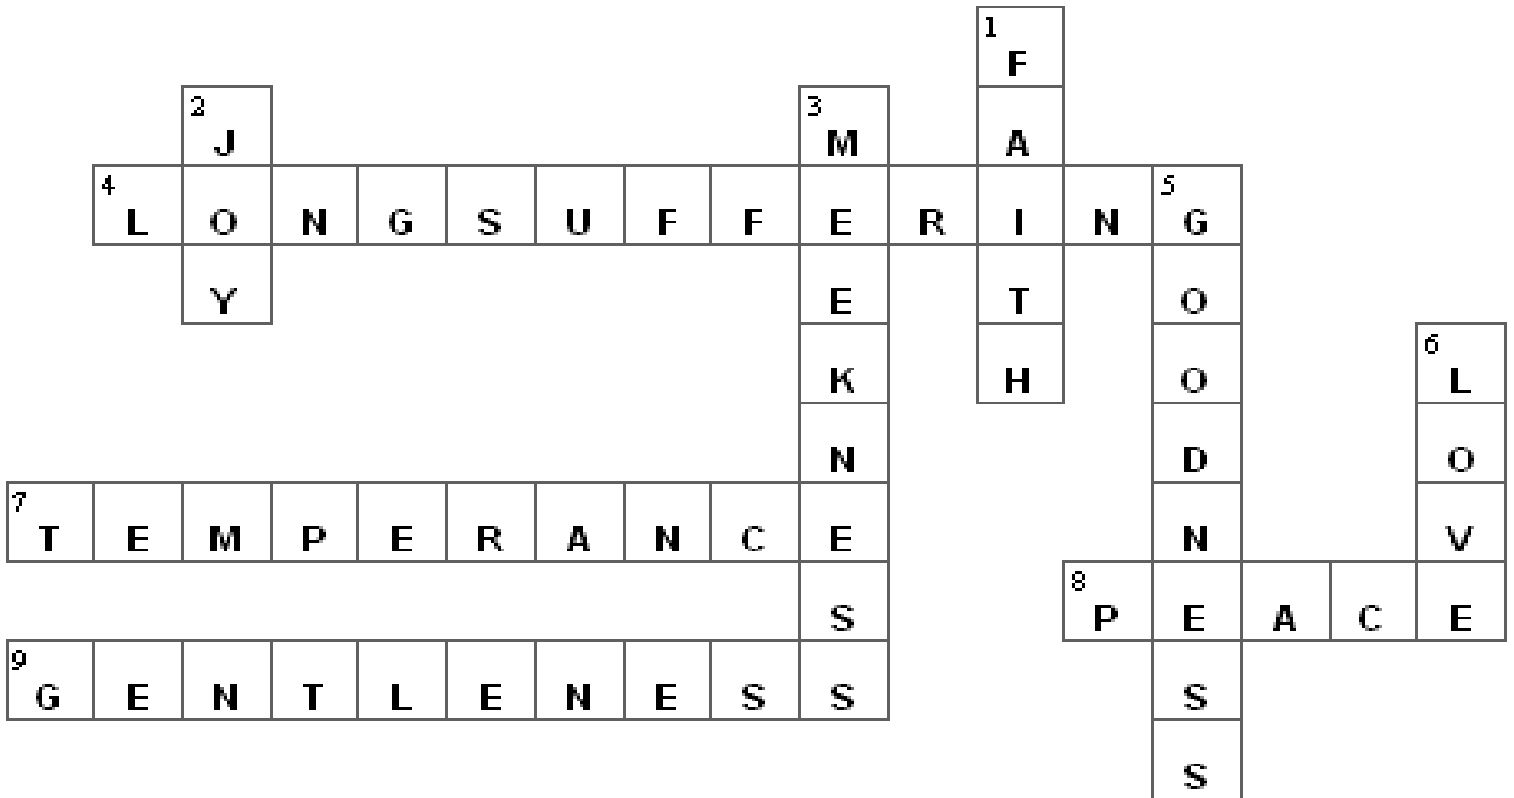 1
F
2 3
J M A
4 5
L O N G S U F F E R I N G
Y E T O
6
K H O L
N D O
7
T E M P E R A N C E N V
8
S P E A C E
9
G E N T L E N E S S S
S